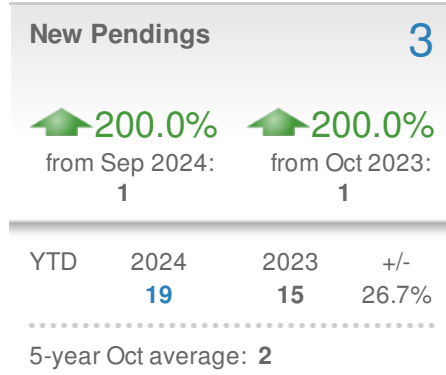 New Pendings 3
200.0% 200.0%
from Sep 2024: from Oct 2023:
1 1
YTD 2024 2023 +/-
19 15 26.7%
5-year Oct average: 2